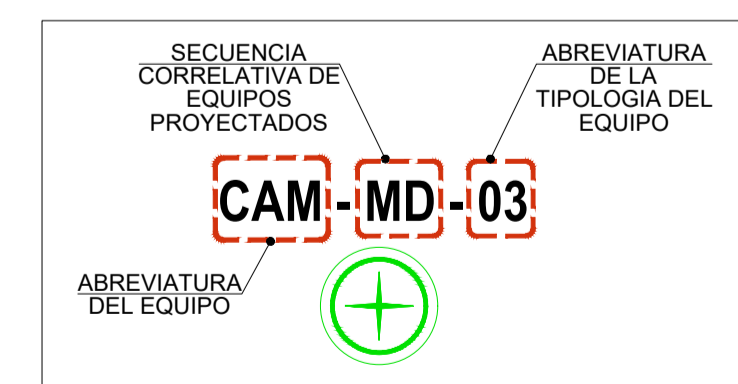 SECUENCIA
CORRELATIVA DE
EQUIPOS
PROYECTADOS
ABREVIATURA
DE LA
TIPOLOGIA DEL
EQUIPO
CAM-MD-03
ABREVIATURA
DEL EQUIPO